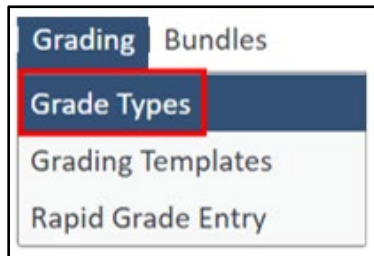 Grading Bundles
Grade Types
Grading Templates
Rapid Grade Entry